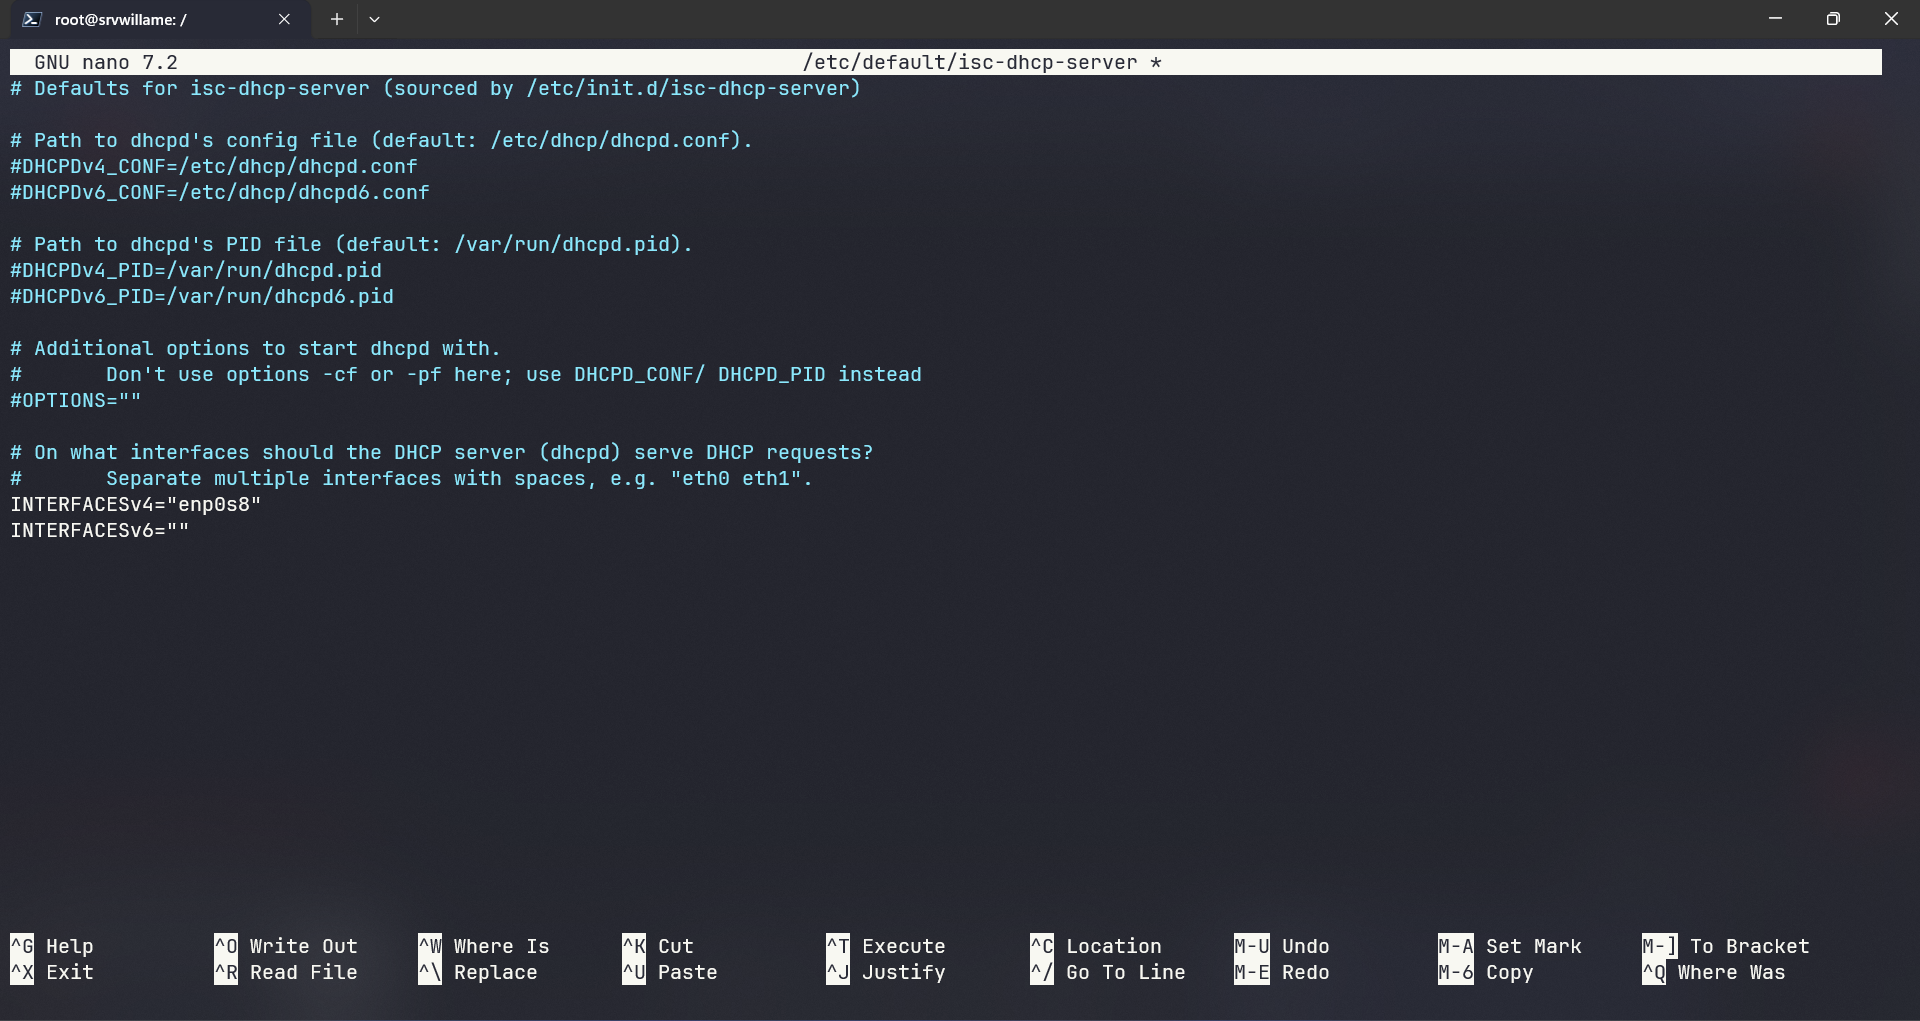 root@srvwillame: /
GNU nano 7.2 /etc/default/isc-dhcp-server *
# Defaults for isc-dhcp-server (sourced by /etc/init.d/isc-dhcp-server)
# Path to dhcpd's config file (default: /etc/dhcp/dhcpd.conf).
#DHCPDv4_CONF=/etc/dhcp/dhcpd.conf
#DHCPDv6_CONF=/etc/dhcp/dhcpd6.conf
# Path to dhcpd's PID file (default: /var/run/dhcpd.pid).
#DHCPDv4_PID=/var/run/dhcpd.pid
#DHCPDv6_PID=/var/run/dhcpd6.pid
# Additional options to start dhcpd with.
#       Don't use options -cf or -pf here; use DHCPD_CONF/ DHCPD_PID instead
#OPTIONS=""
# On what interfaces should the DHCP server (dhcpd) serve DHCP requests?
#       Separate multiple interfaces with spaces, e.g. "eth0 eth1".
INTERFACESv4="enp0s8"
INTERFACESv6=""
^G Help ^O Write Out ^W Where Is ^K Cut ^T Execute ^C Location M-U Undo M-A Set Mark M-] To Bracket
^X Exit ^R Read File ^\ Replace ^U Paste ^J Justify ^/ Go To Line M-E Redo M-6 Copy ^Q Where Was